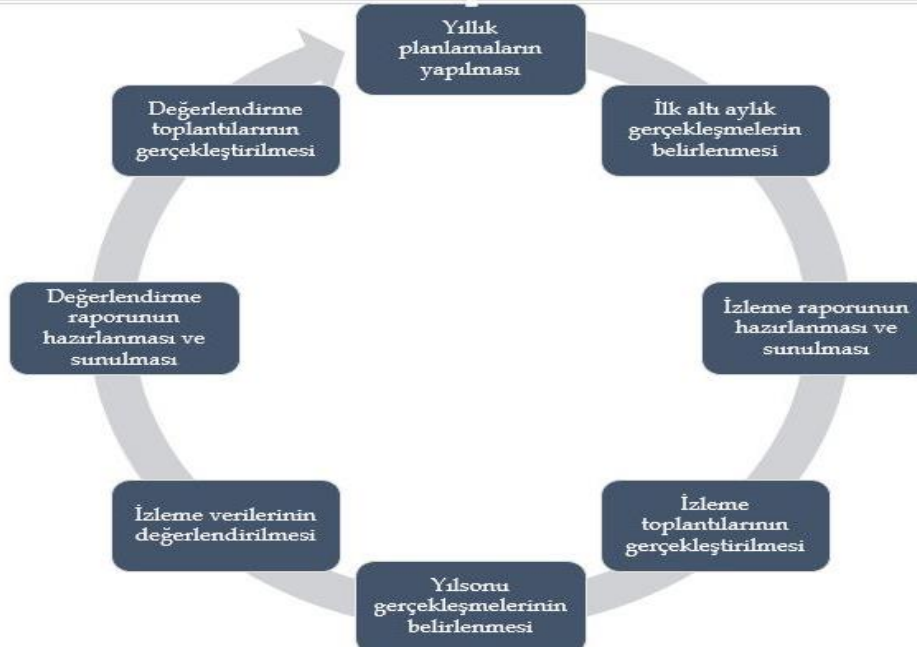 Yıllık
planlamaların
yapılması
İlk altı aylık
gerçekleşmelerin
belirlenmesi
İzleme raporunun
hazırlanması ve
sunulması
İzleme
toplantılarının
gerçekleştirilmesi
Yılsonu
gerçekleşmelerinin
belirlenmesi
İzleme verilerinin
değerlendirilmesi
Değerlendirme
raporunun
hazırlanması ve
sunulması
Değerlendirme
toplantılarının
gerçekleştirilmesi